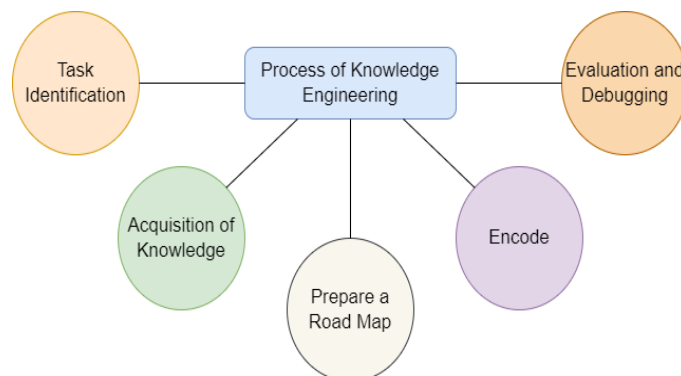 Task
Identification
Process of Knowledge
Engineering
Evaluation and
Debugging
Acquisition of
Knowledge
Prepare a
Road Map
Encode